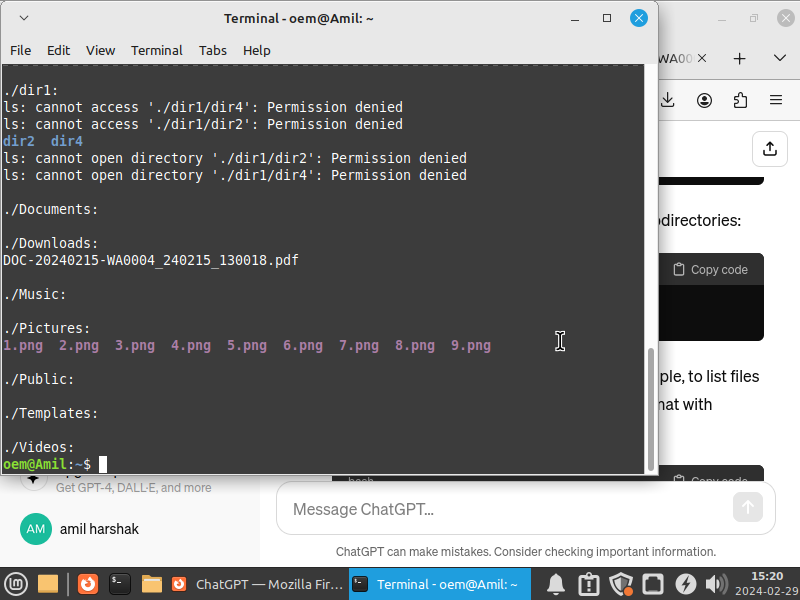 Terminal - oem@Amil: ~
File Edit View Terminal Tabs Help
./dir1:
ls: cannot access './dir1/dir4': Permission denied
ls: cannot access './dir1/dir2': Permission denied
dir2  dir4
ls: cannot open directory './dir1/dir2': Permission denied
ls: cannot open directory './dir1/dir4': Permission denied
./Documents:
./Downloads:
DOC-20240215-WA0004_240215_130018.pdf
./Music:
./Pictures:
1.png  2.png  3.png  4.png  5.png  6.png  7.png  8.png  9.png
./Public:
./Templates:
./Videos:
oem@Amil:~$
WA00
directories:
Copy code
ple, to list files
nat with
bash
Copy code
Get GPT-4, DALL·E, and more
AM amil harshak
Message ChatGPT...
ChatGPT can make mistakes. Consider checking important information.
ChatGPT — Mozilla Fir...
Terminal - oem@Amil: ~
15:20
2024-02-29